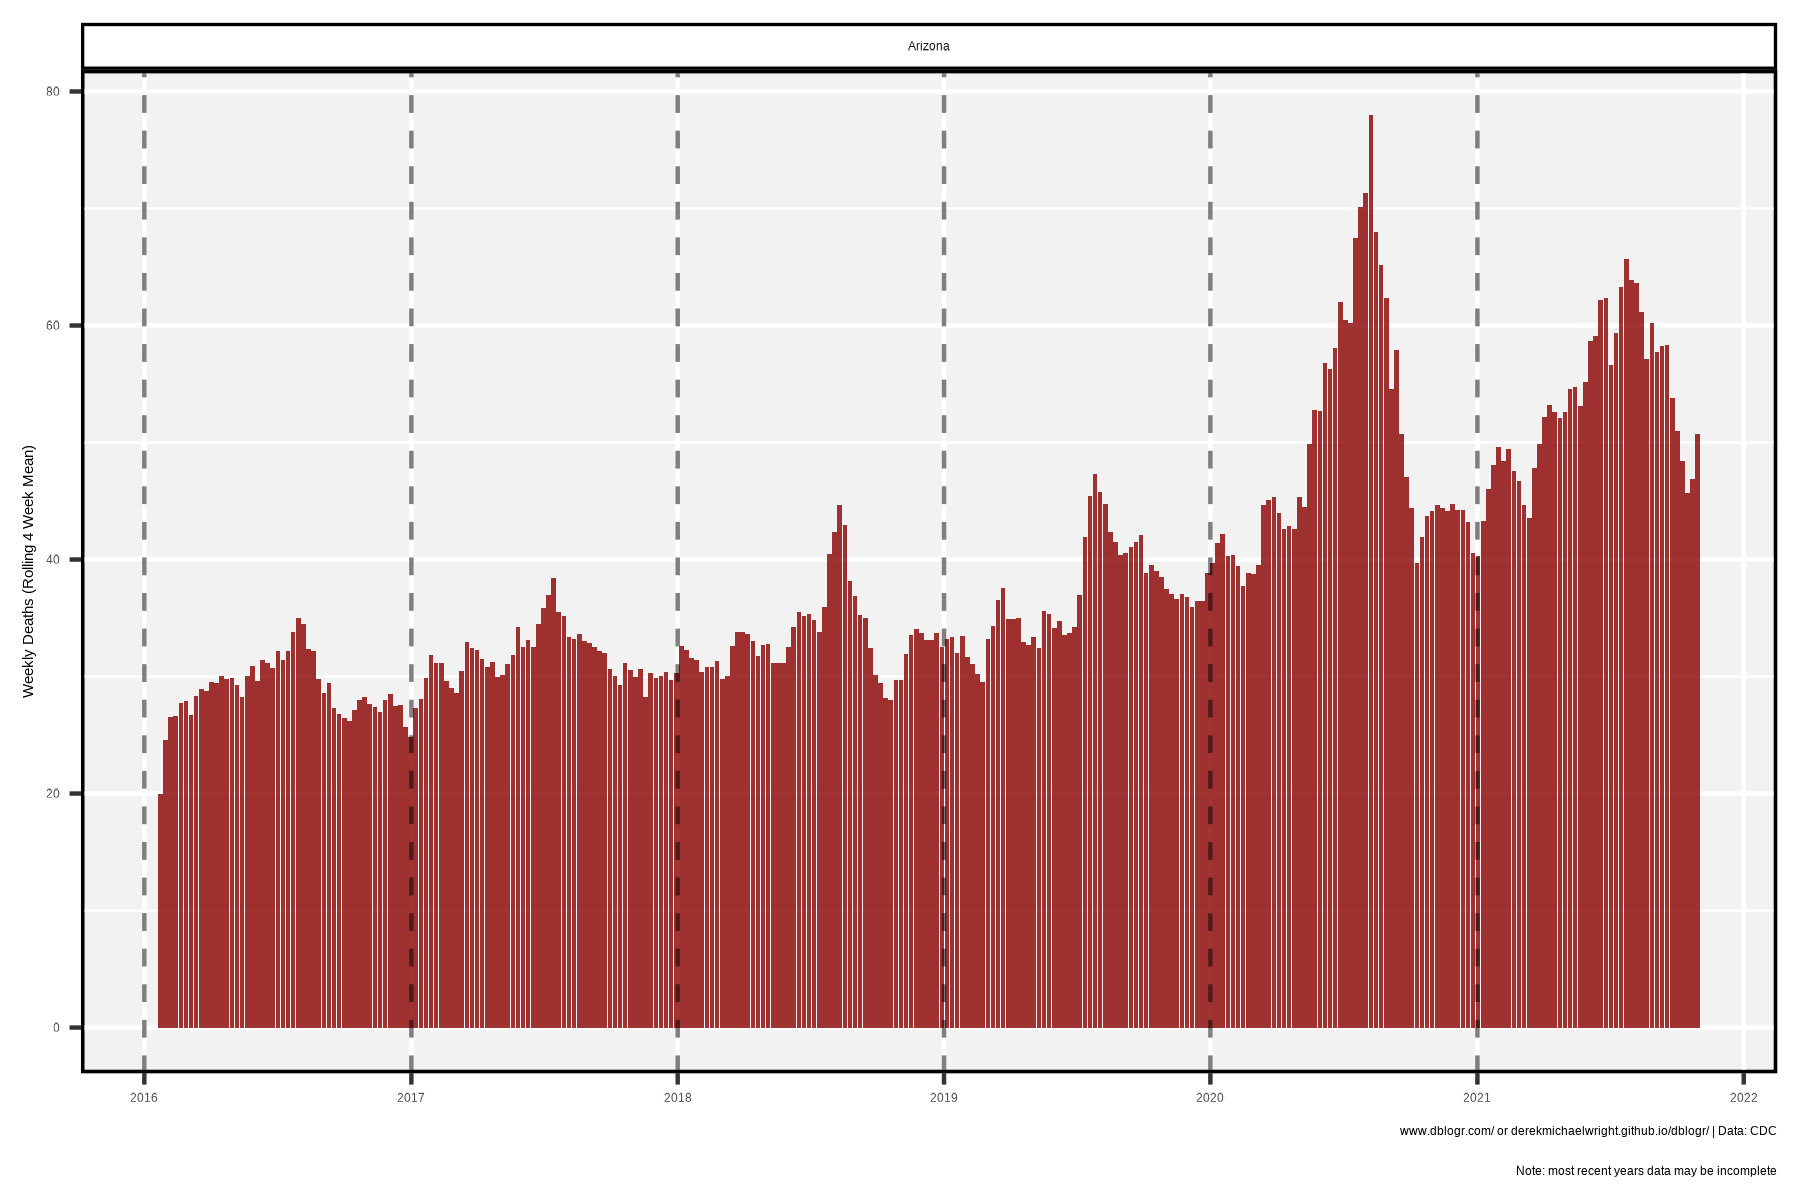 Arizona
80
60
40
20
0
Weekly Deaths (Rolling 4 Week Mean)
2016 2017 2018 2019 2020 2021 2022
www.dblogr.com/ or derekmichaelwright.github.io/dblogr/ | Data: CDC
Note: most recent years data may be incomplete